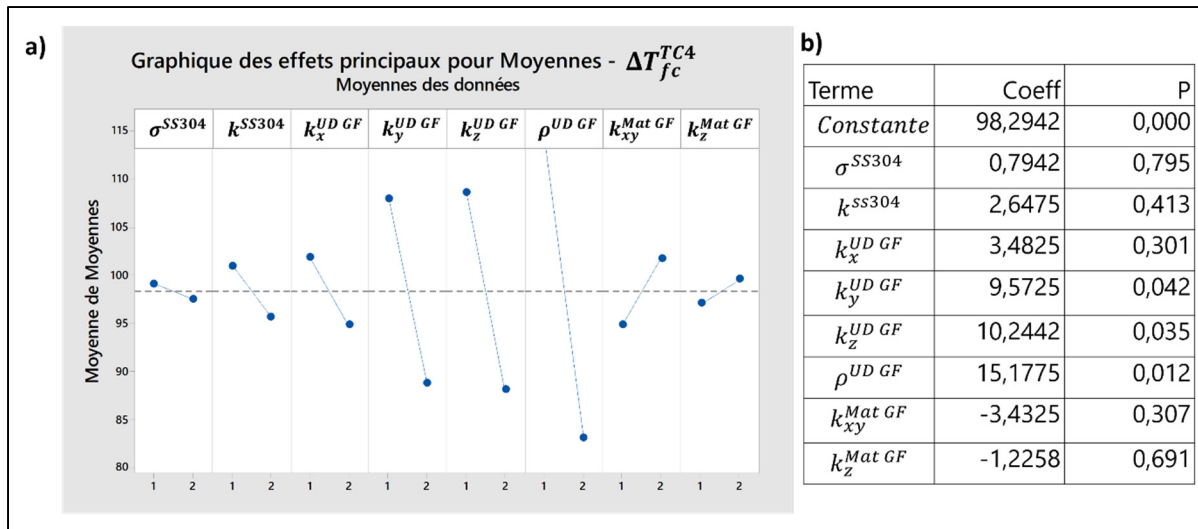 a)
Graphique des effets principaux pour Moyennes - ΔT_fc^TC4
Moyennes des données
σ^SS304 k^SS304 k_x^UD GF k_y^UD GF k_z^UD GF ρ^UD GF k_xy^Mat GF k_z^Mat GF
Moyenne de Moyennes
115
110
105
100
95
90
85
80
1 2 1 2 1 2 1 2 1 2 1 2 1 2 1 2
b)
Terme Coeff P
Constante 98,2942 0,000
σ^SS304 0,7942 0,795
k^ss304 2,6475 0,413
k_x^UD GF 3,4825 0,301
k_y^UD GF 9,5725 0,042
k_z^UD GF 10,2442 0,035
ρ^UD GF 15,1775 0,012
k_xy^Mat GF -3,4325 0,307
k_z^Mat GF -1,2258 0,691